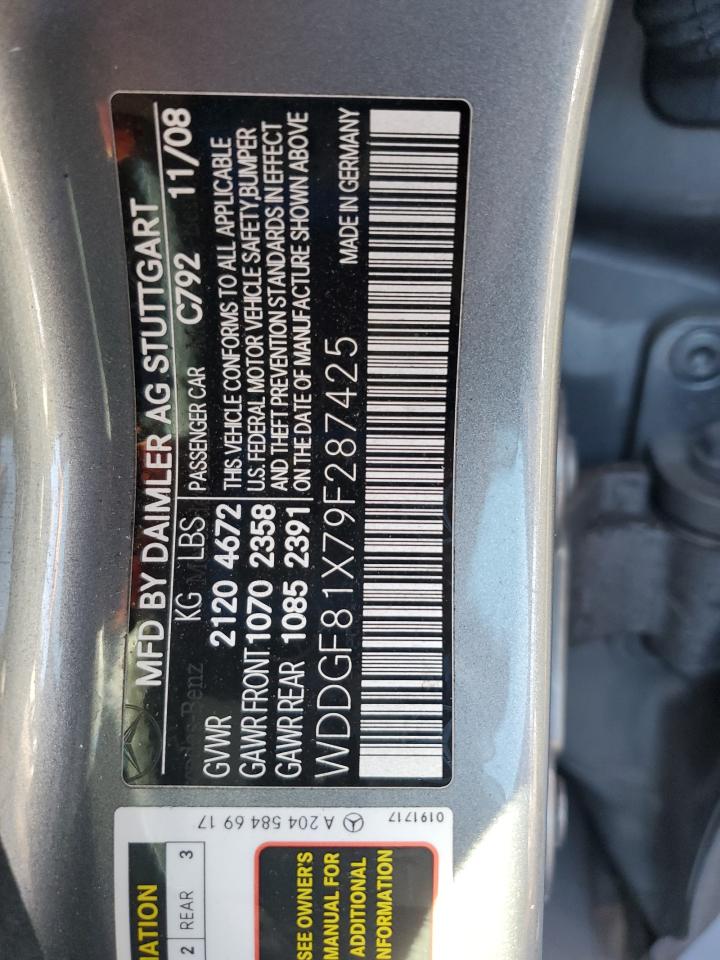 MFD BY DAIMLER AG STUTTGART
KG LBS PASSENGER CAR C792 11/08
GVWR 2120 4672
GAWR FRONT 1070 2358
GAWR REAR 1085 2391
THIS VEHICLE CONFORMS TO ALL APPLICABLE
U.S. FEDERAL MOTOR VEHICLE SAFETY,BUMPER
AND THEFT PREVENTION STANDARDS IN EFFECT
ON THE DATE OF MANUFACTURE SHOWN ABOVE
WDDGF81X79F287425 MADE IN GERMANY
A 204 584 69 17
0191717
MATION
2 REAR 3
SEE OWNER'S
MANUAL FOR
ADDITIONAL
NFORMATION